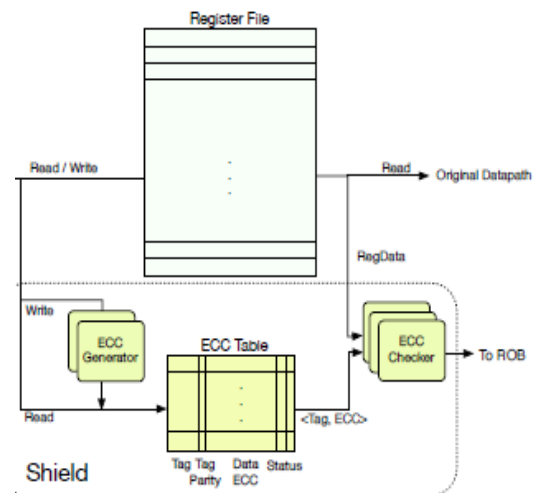 Register File
Read / Write
Read
Original Datapath
RegData
Write
ECC
Generator
ECC Table
ECC
Checker
To ROB
Read
<Tag, ECC>
Tag Tag Data Status
Parity ECC
Shield